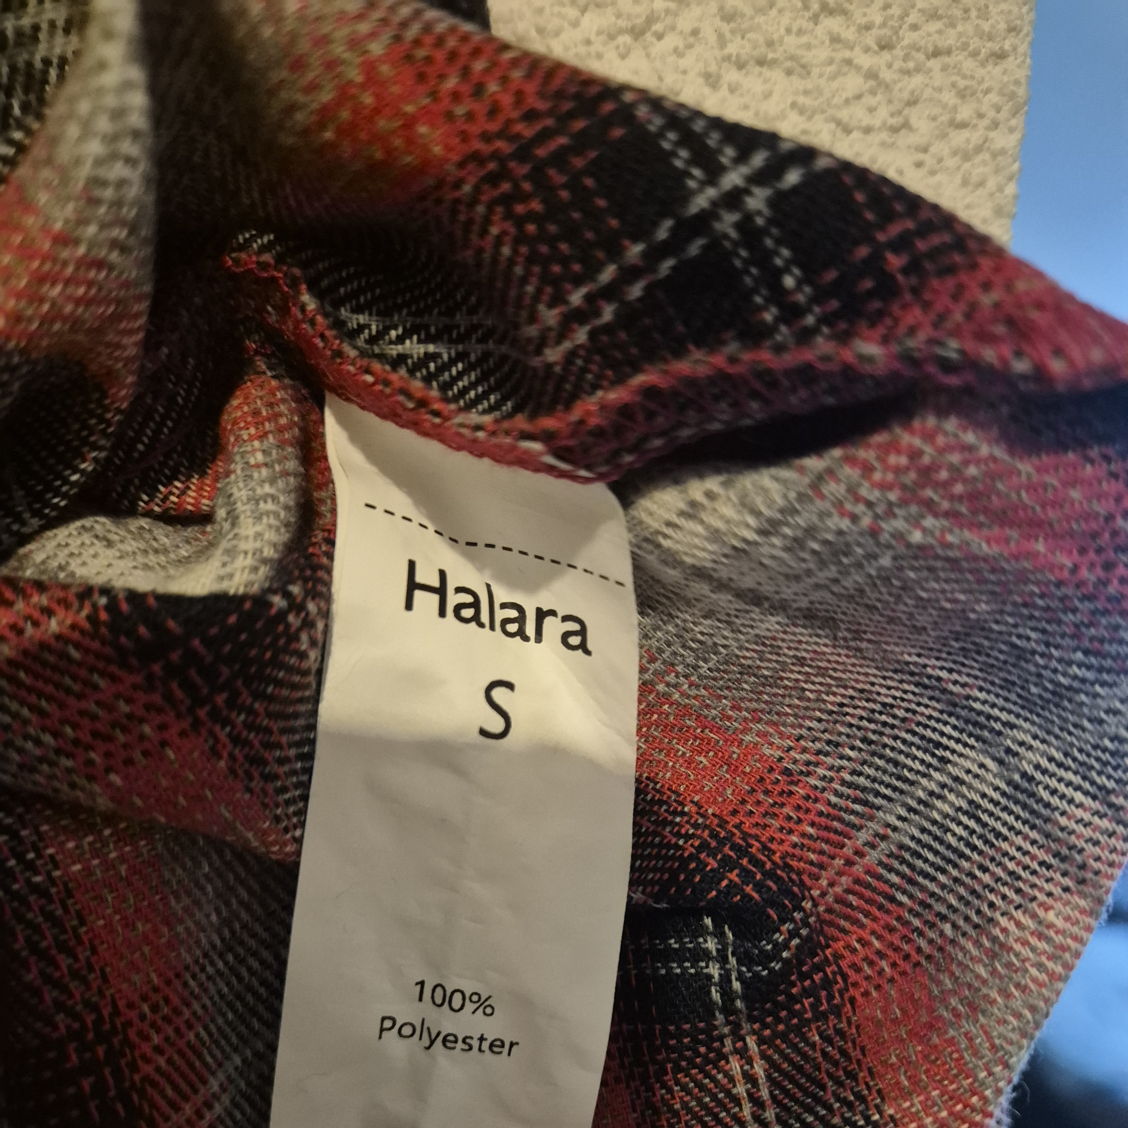 Halara
S
100%
Polyester